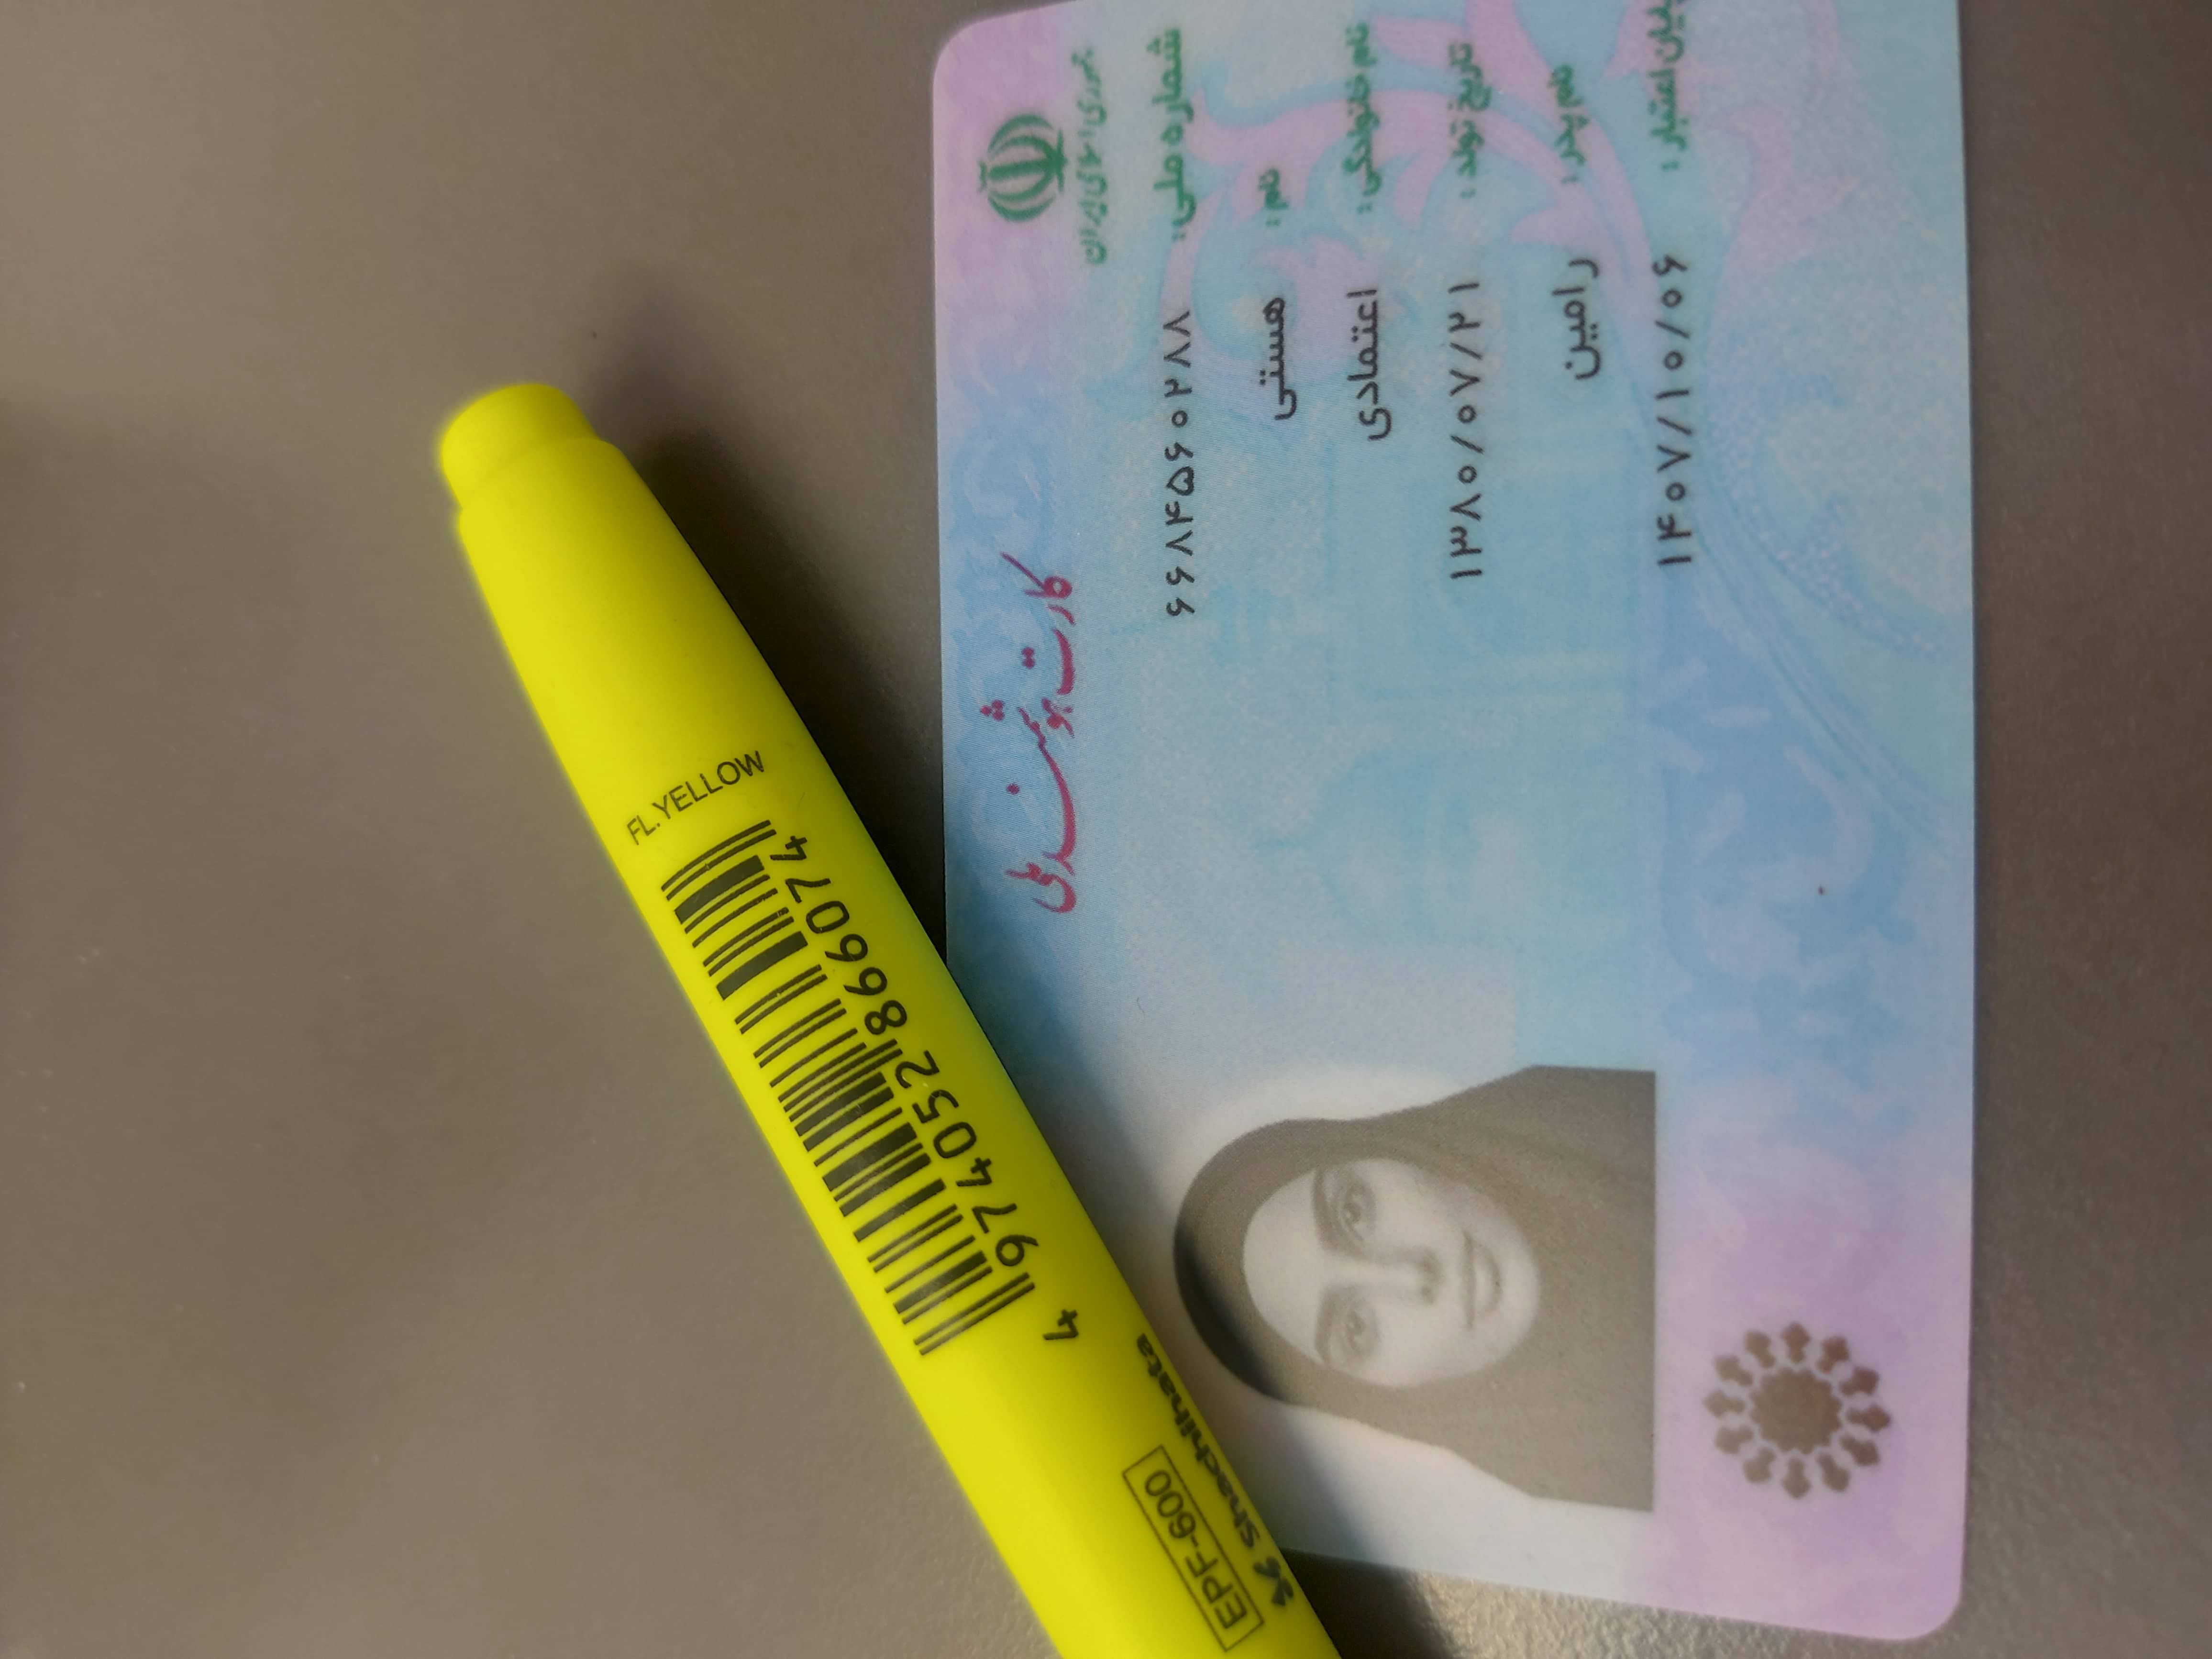 جمهوری اسلامی ایران
کارت هوشمند ملی
شماره ملی: ۶۶۸۴۵۶۰۲۸۸
نام: هستی
نام خانوادگی: اعتمادی
تاریخ تولد: ۱۳۸۰/۰۷/۲۱
نام پدر: رامین
پایان اعتبار: ۱۴۰۷/۱۰/۰۶
FL.YELLOW
4 974052 866074
Shachihata
EPF-600